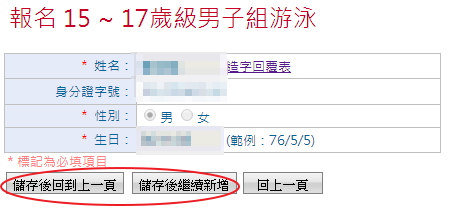 報名 15 ~ 17歲級男子組游泳
* 姓名： 造字回覆表
身分證字號：
* 性別： 男 女
* 生日： (範例：76/5/5)
* 標記為必填項目
儲存後回到上一頁 儲存後繼續新增 回上一頁